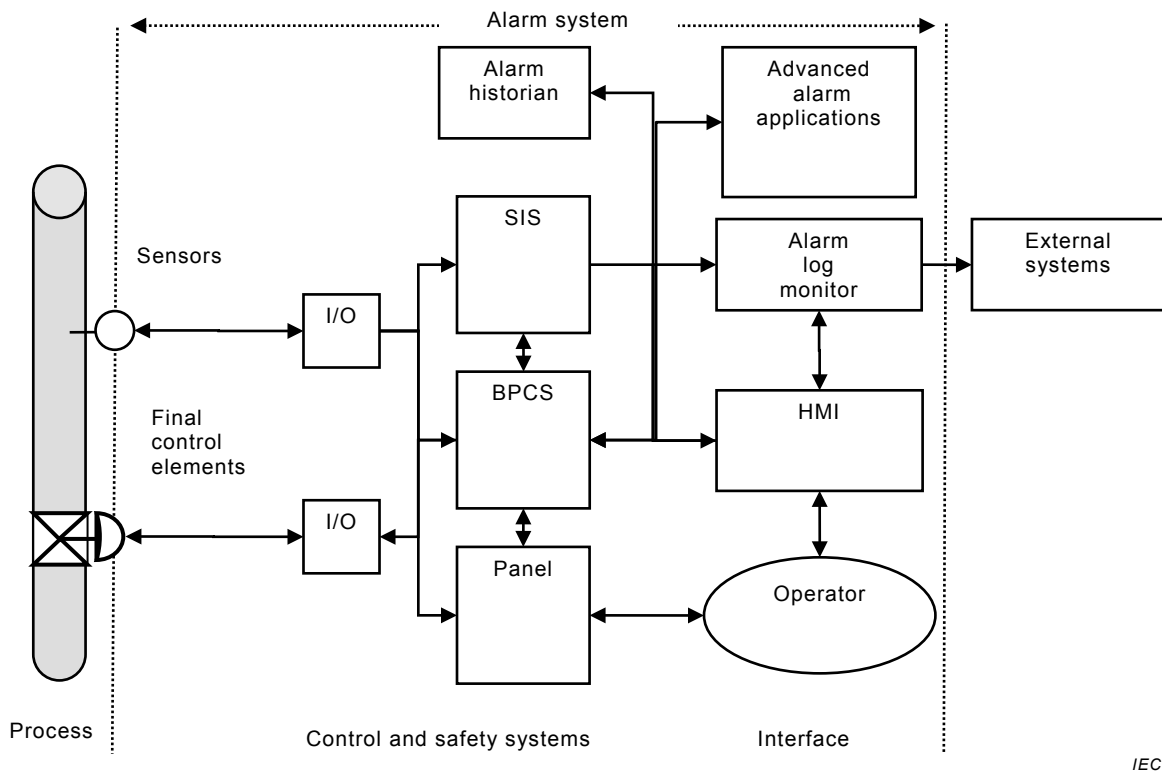 Alarm system
Alarm
historian
Advanced
alarm
applications
SIS
Alarm
log
monitor
External
systems
Sensors
I/O
BPCS
HMI
Final
control
elements
I/O
Panel
Operator
Process
Control and safety systems
Interface
IEC